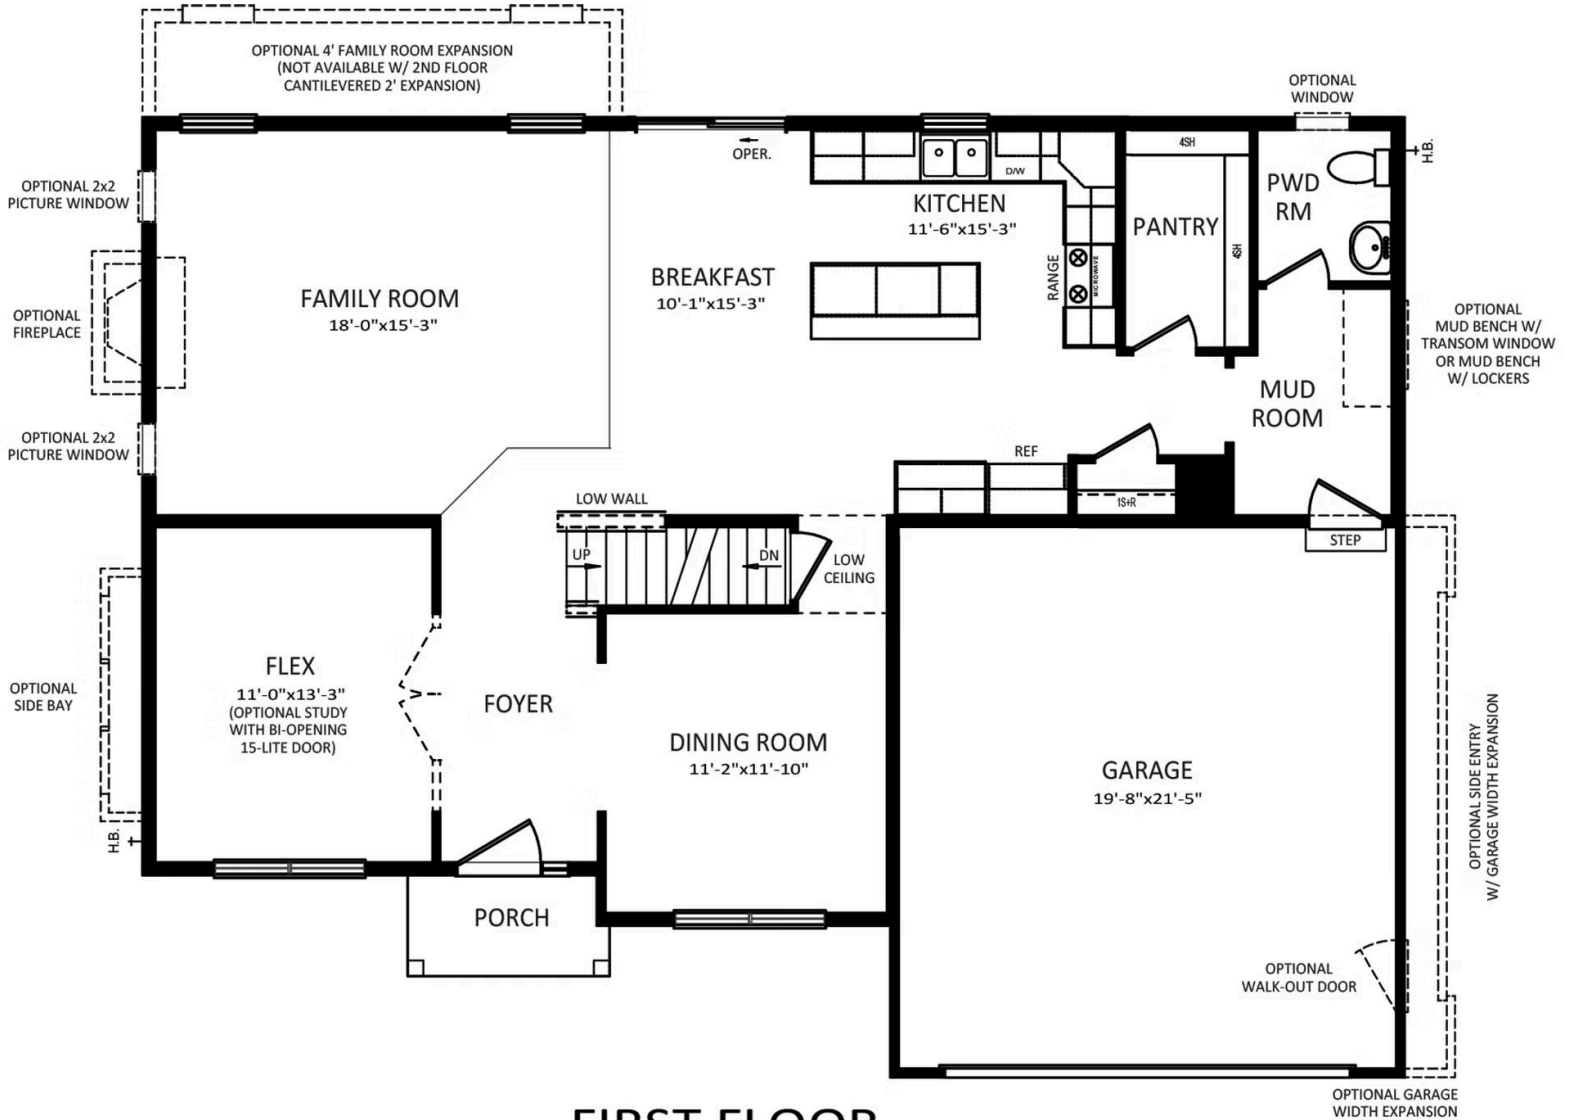 OPTIONAL 4' FAMILY ROOM EXPANSION
(NOT AVAILABLE W/ 2ND FLOOR
CANTILEVERED 2' EXPANSION)
OPTIONAL
WINDOW
OPER.
H.B.
OPTIONAL 2x2
PICTURE WINDOW
4SH
D/W
PWD
RM
KITCHEN
11'-6"x15'-3"
PANTRY
4SH
BREAKFAST
10'-1"x15'-3"
RANGE
MICROWAVE
FAMILY ROOM
18'-0"x15'-3"
OPTIONAL
FIREPLACE
OPTIONAL
MUD BENCH W/
TRANSOM WINDOW
OR MUD BENCH
W/ LOCKERS
MUD
ROOM
OPTIONAL 2x2
PICTURE WINDOW
REF
1S+R
LOW WALL
UP
DN
LOW
CEILING
STEP
FLEX
11'-0"x13'-3"
(OPTIONAL STUDY
WITH BI-OPENING
15-LITE DOOR)
OPTIONAL
SIDE BAY
FOYER
DINING ROOM
11'-2"x11'-10"
GARAGE
19'-8"x21'-5"
OPTIONAL SIDE ENTRY
W/ GARAGE WIDTH EXPANSION
H.B.
PORCH
OPTIONAL
WALK-OUT DOOR
OPTIONAL GARAGE
WIDTH EXPANSION
FIRST FLOOR